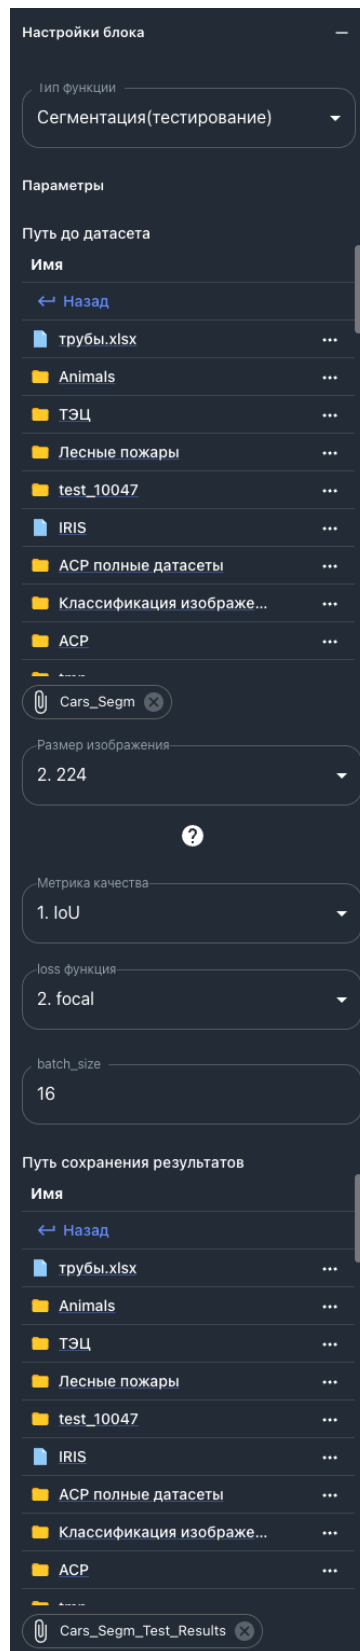 Настройки блока
Тип функции
Сегментация(тестирование)
Параметры
Путь до датасета
Имя
Назад
трубы.xlsx
Animals
ТЭЦ
Лесные пожары
test_10047
IRIS
АСР полные датасеты
Классификация изображе...
АСР
Cars_Segm
Размер изображения
2. 224
Метрика качества
1. IoU
loss функция
2. focal
batch_size
16
Путь сохранения результатов
Имя
Назад
трубы.xlsx
Animals
ТЭЦ
Лесные пожары
test_10047
IRIS
АСР полные датасеты
Классификация изображе...
АСР
Cars_Segm_Test_Results